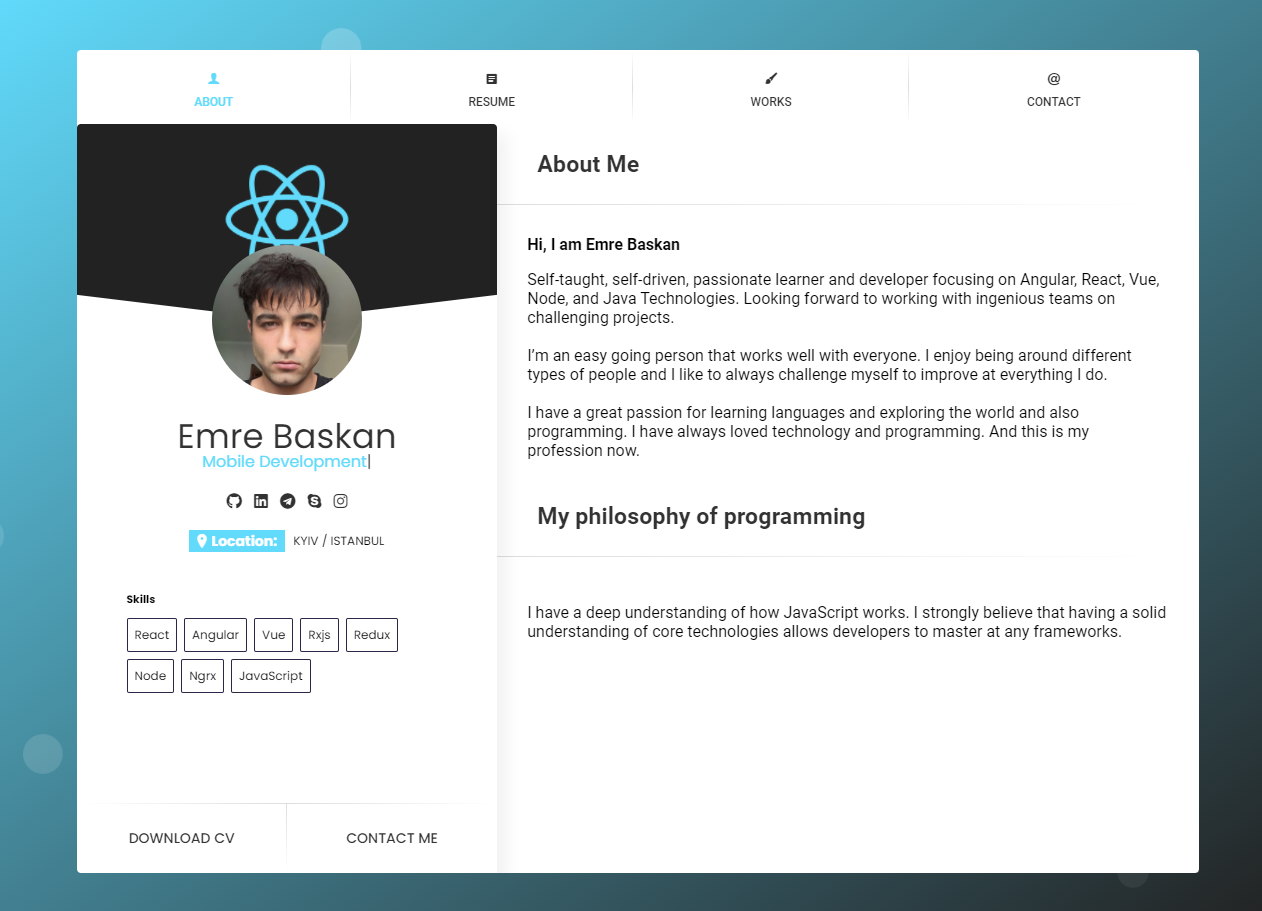 ABOUT
RESUME
WORKS
CONTACT
Emre Baskan
Mobile Development|
Location: KYIV / ISTANBUL
Skills
React Angular Vue Rxjs Redux
Node Ngrx JavaScript
DOWNLOAD CV
CONTACT ME
About Me
Hi, I am Emre Baskan
Self-taught, self-driven, passionate learner and developer focusing on Angular, React, Vue,
Node, and Java Technologies. Looking forward to working with ingenious teams on
challenging projects.
I’m an easy going person that works well with everyone. I enjoy being around different
types of people and I like to always challenge myself to improve at everything I do.
I have a great passion for learning languages and exploring the world and also
programming. I have always loved technology and programming. And this is my
profession now.
My philosophy of programming
I have a deep understanding of how JavaScript works. I strongly believe that having a solid
understanding of core technologies allows developers to master at any frameworks.